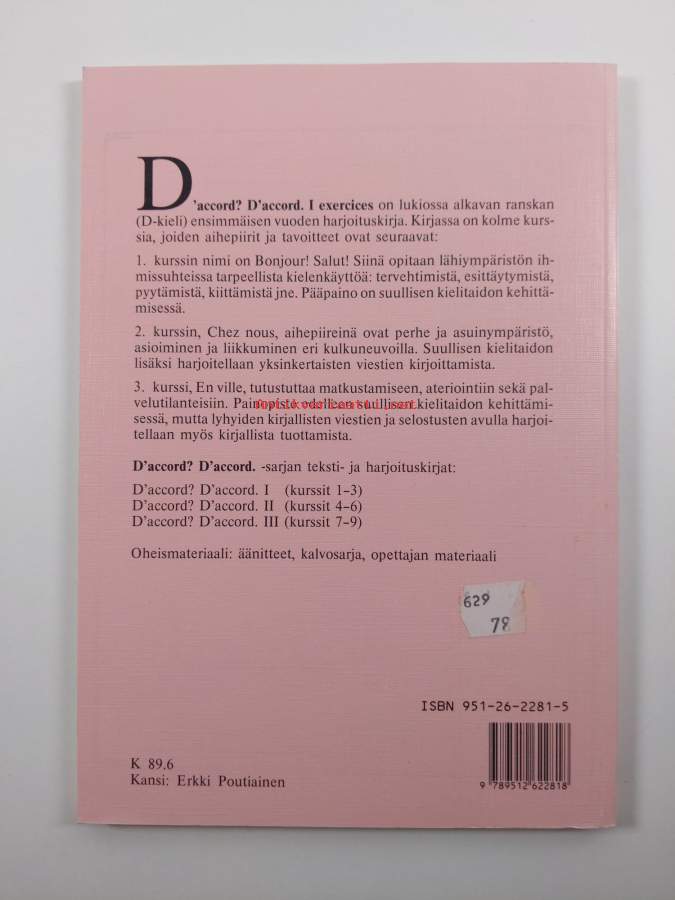 D'accord? D'accord. I exercices on lukiossa alkavan ranskan
(D-kieli) ensimmäisen vuoden harjoituskirja. Kirjassa on kolme kurs-
sia, joiden aihepiirit ja tavoitteet ovat seuraavat:
1. kurssin nimi on Bonjour! Salut! Siinä opitaan lähiympäristön ih-
missuhteissa tarpeellista kielenkäyttöä: tervehtimistä, esittäytymistä,
pyytämistä, kiittämistä jne. Pääpaino on suullisen kielitaidon kehittä-
misessä.
2. kurssin, Chez nous, aihepiireinä ovat perhe ja asuinympäristö,
asioiminen ja liikkuminen eri kulkuneuvoilla. Suullisen kielitaidon
lisäksi harjoitellaan yksinkertaisten viestien kirjoittamista.
3. kurssi, En ville, tutustuttaa matkustamiseen, ateriointiin sekä pal-
velutilanteisiin. Painopiste on suullisen kielitaidon kehittämi-
sessä, mutta lyhyiden kirjallisten viestien ja selostusten avulla harjoi-
tellaan myös kirjallista tuottamista.
D'accord? D'accord. -sarjan teksti- ja harjoituskirjat:
D'accord? D'accord. I (kurssit 1-3)
D'accord? D'accord. II (kurssit 4-6)
D'accord? D'accord. III (kurssit 7-9)
Oheismateriaali: äänitteet, kalvosarja, opettajan materiaali
629
78
ISBN 951-26-2281-5
K 89,6
Kansi: Erkki Poutiainen
9 789512 622818